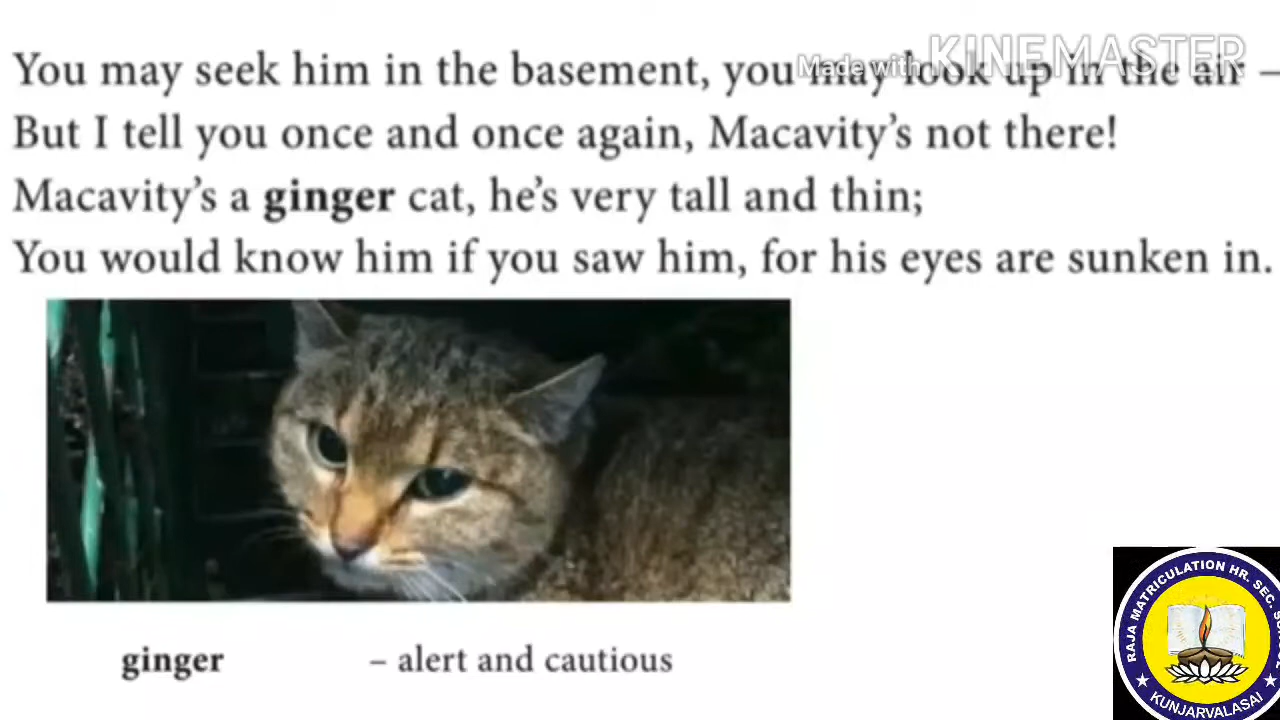 You may seek him in the basement, you may look up in the air –
Made with KINEMASTER
But I tell you once and once again, Macavity's not there!
Macavity's a ginger cat, he's very tall and thin;
You would know him if you saw him, for his eyes are sunken in.
ginger – alert and cautious
RAJA MATRICULATION HR. SEC.
KUNJARVALASAI